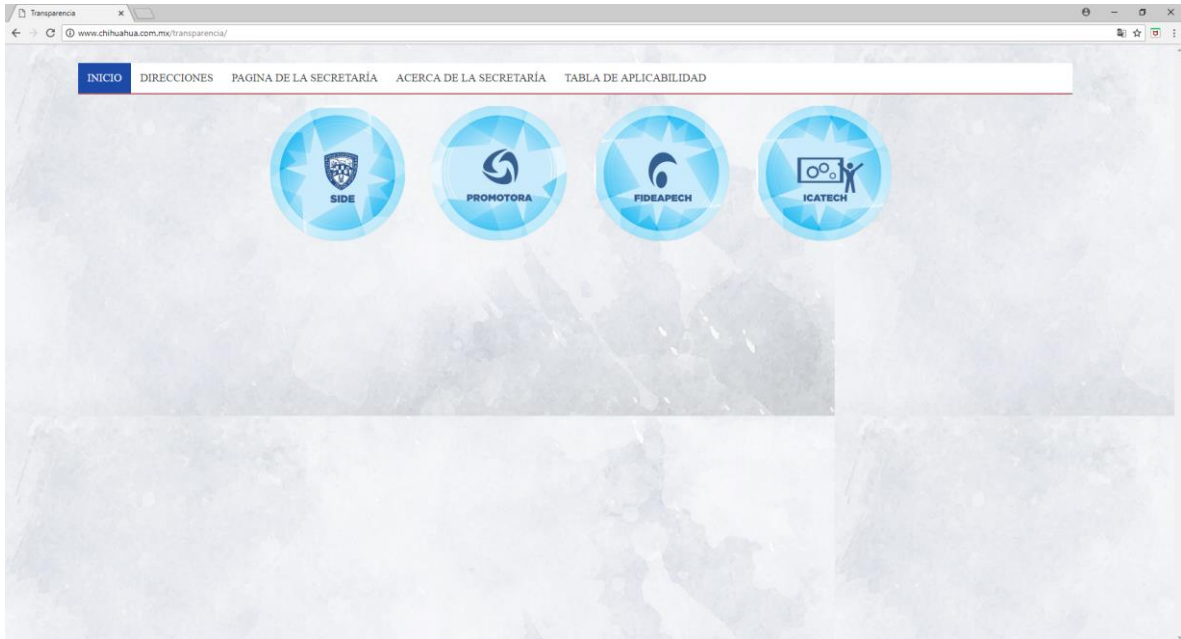 Transparencia
www.chihuahua.com.mx/transparencia/
INICIO DIRECCIONES PAGINA DE LA SECRETARÍA ACERCA DE LA SECRETARÍA TABLA DE APLICABILIDAD
SIDE PROMOTORA FIDEAPECH ICATECH